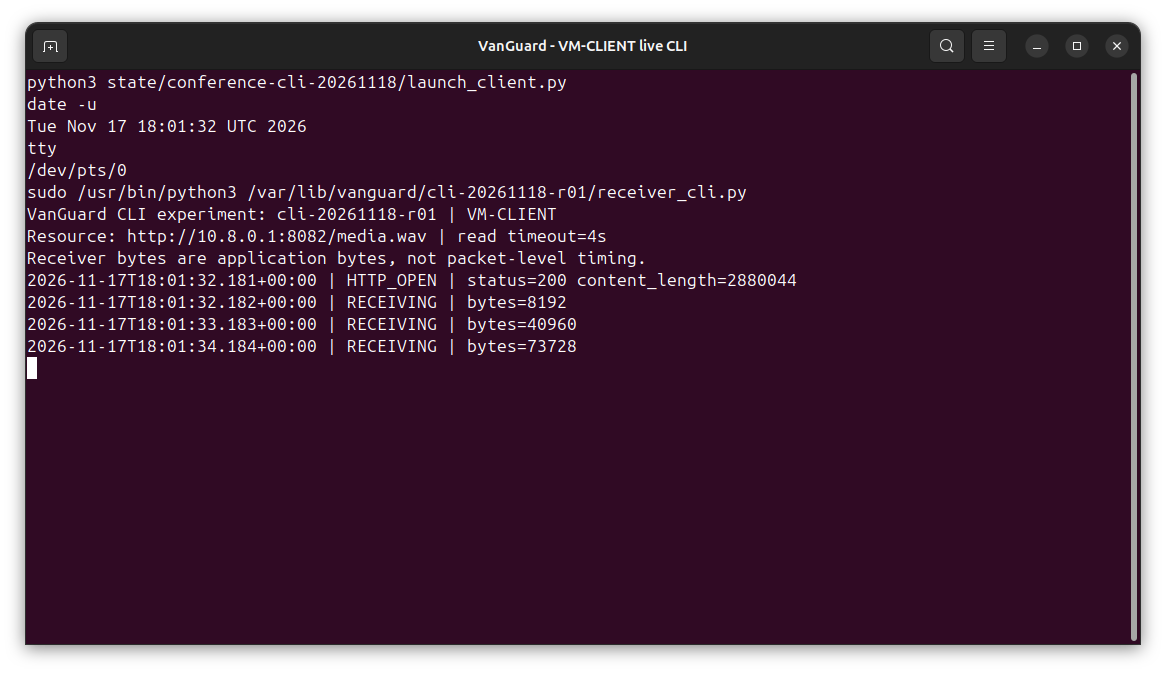 VanGuard - VM-CLIENT live CLI
python3 state/conference-cli-20261118/launch_client.py
date -u
Tue Nov 17 18:01:32 UTC 2026
tty
/dev/pts/0
sudo /usr/bin/python3 /var/lib/vanguard/cli-20261118-r01/receiver_cli.py
VanGuard CLI experiment: cli-20261118-r01 | VM-CLIENT
Resource: http://10.8.0.1:8082/media.wav | read timeout=4s
Receiver bytes are application bytes, not packet-level timing.
2026-11-17T18:01:32.181+00:00 | HTTP_OPEN | status=200 content_length=2880044
2026-11-17T18:01:32.182+00:00 | RECEIVING | bytes=8192
2026-11-17T18:01:33.183+00:00 | RECEIVING | bytes=40960
2026-11-17T18:01:34.184+00:00 | RECEIVING | bytes=73728